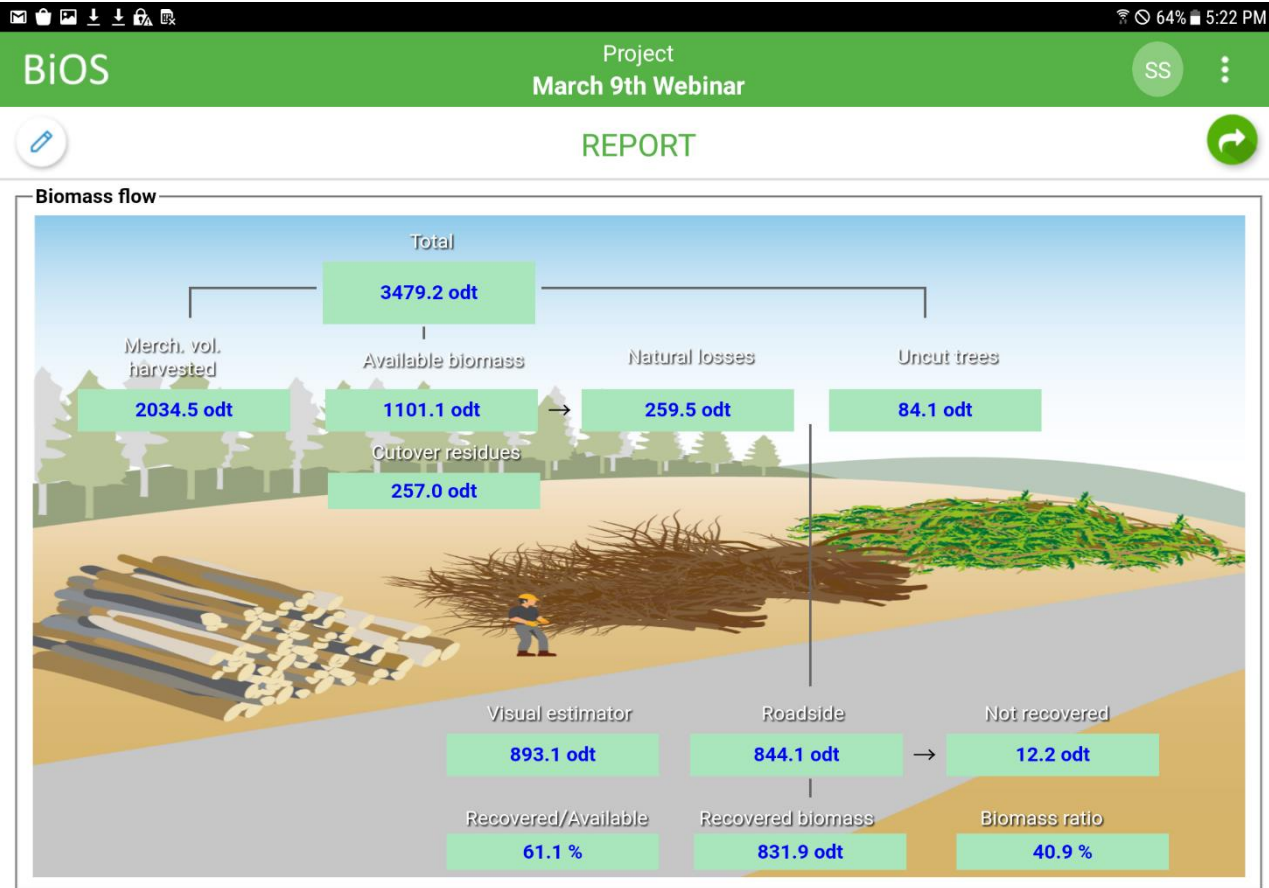 64% 5:22 PM
BiOS
Project
March 9th Webinar
SS
REPORT
Biomass flow
Total
3479.2 odt
Merch. vol.
harvested
Available biomass
Natural losses
Uncut trees
2034.5 odt
1101.1 odt
→
259.5 odt
84.1 odt
Cutover residues
257.0 odt
Visual estimator
Roadside
Not recovered
893.1 odt
844.1 odt
→
12.2 odt
Recovered/Available
Recovered biomass
Biomass ratio
61.1 %
831.9 odt
40.9 %